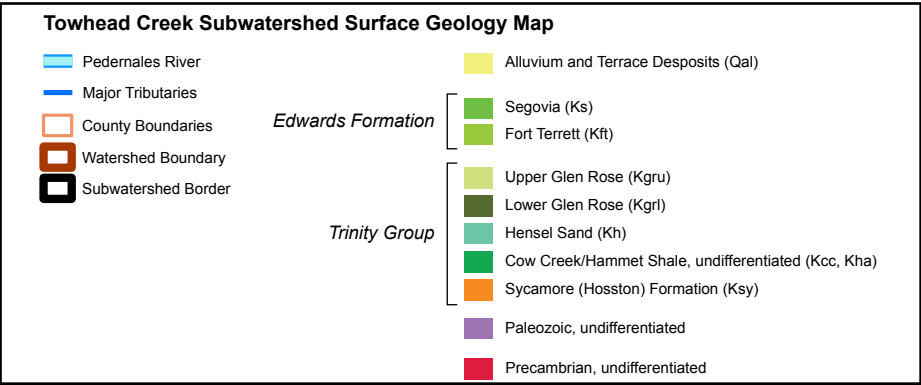 Towhead Creek Subwatershed Surface Geology Map
Pedernales River
Major Tributaries
County Boundaries
Watershed Boundary
Subwatershed Border
Alluvium and Terrace Desposits (Qal)
Edwards Formation
Segovia (Ks)
Fort Terrett (Kft)
Trinity Group
Upper Glen Rose (Kgru)
Lower Glen Rose (Kgrl)
Hensel Sand (Kh)
Cow Creek/Hammet Shale, undifferentiated (Kcc, Kha)
Sycamore (Hosston) Formation (Ksy)
Paleozoic, undifferentiated
Precambrian, undifferentiated